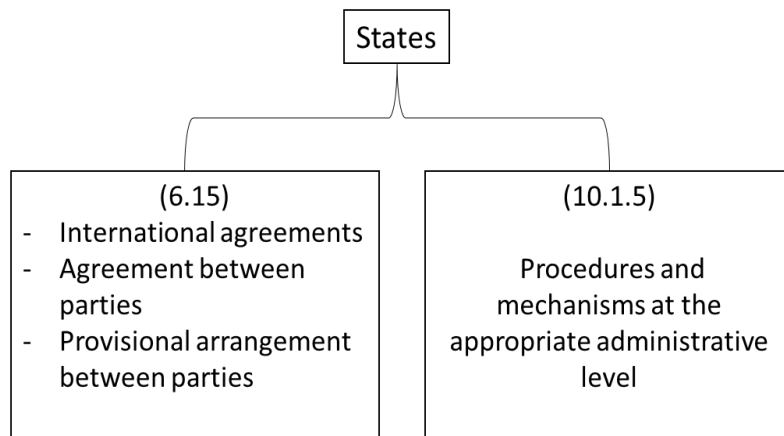 States
(6.15)
- International agreements
- Agreement between
parties
- Provisional arrangement
between parties
(10.1.5)
Procedures and
mechanisms at the
appropriate administrative
level